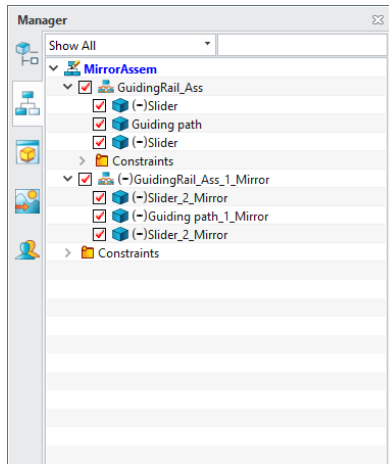 Manager
Show All
MirrorAssem
GuidingRail_Ass
(-)Slider
Guiding path
(-)Slider
Constraints
(-)GuidingRail_Ass_1_Mirror
(-)Slider_2_Mirror
(-)Guiding path_1_Mirror
(-)Slider_2_Mirror
Constraints